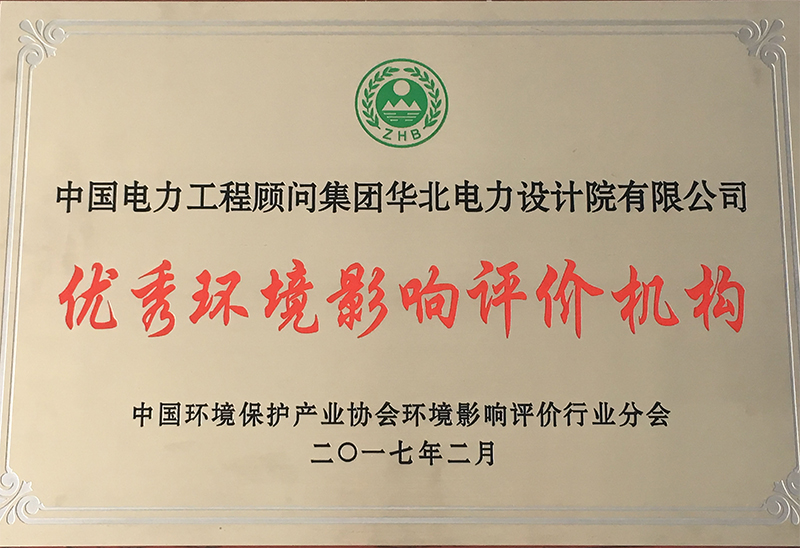 ZHB
中国电力工程顾问集团华北电力设计院有限公司
优秀环境影响评价机构
中国环境保护产业协会环境影响评价行业分会
二〇一七年二月